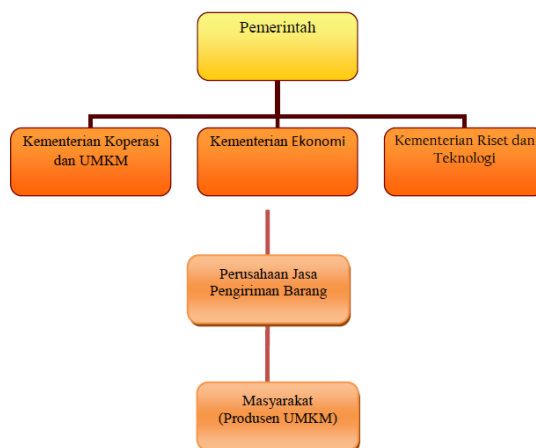 Pemerintah
Kementerian Koperasi
dan UMKM
Kementerian Ekonomi
Kementerian Riset dan
Teknologi
Perusahaan Jasa
Pengiriman Barang
Masyarakat
(Produsen UMKM)